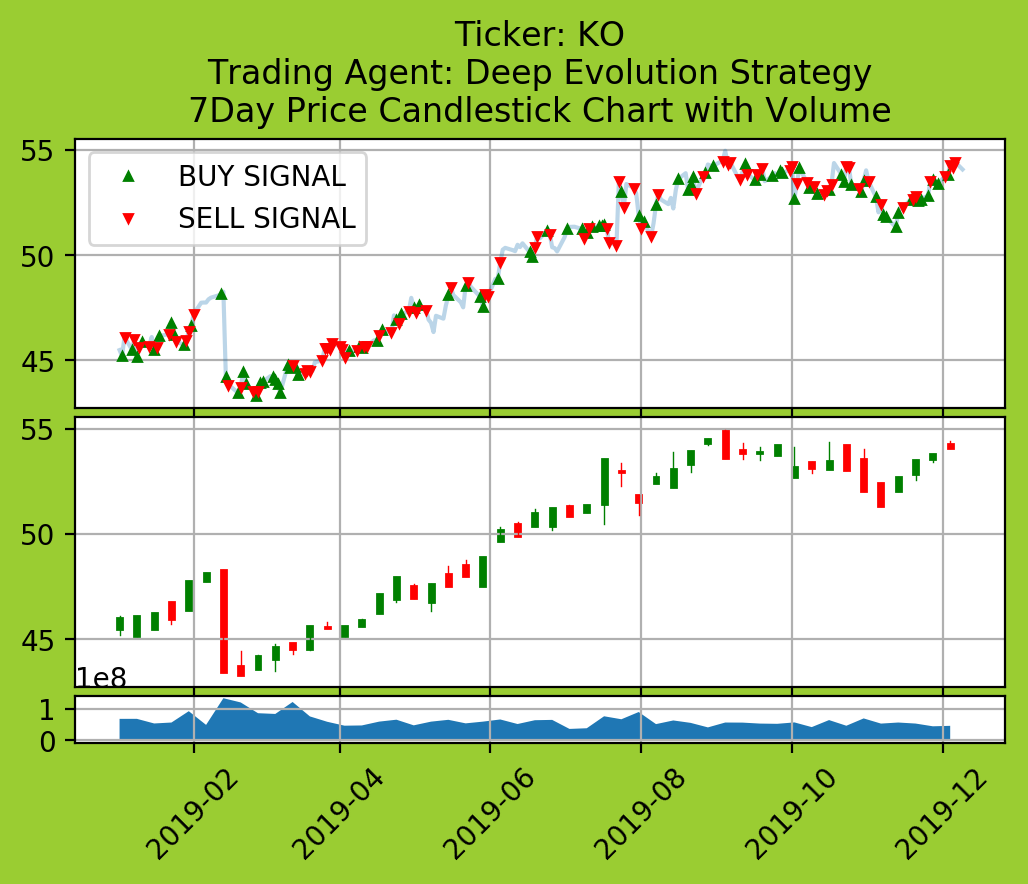 Ticker: KO
Trading Agent: Deep Evolution Strategy
7Day Price Candlestick Chart with Volume
55
BUY SIGNAL
SELL SIGNAL
50
45
55
50
45
1e8
1
0
2019-02
2019-04
2019-06
2019-08
2019-10
2019-12